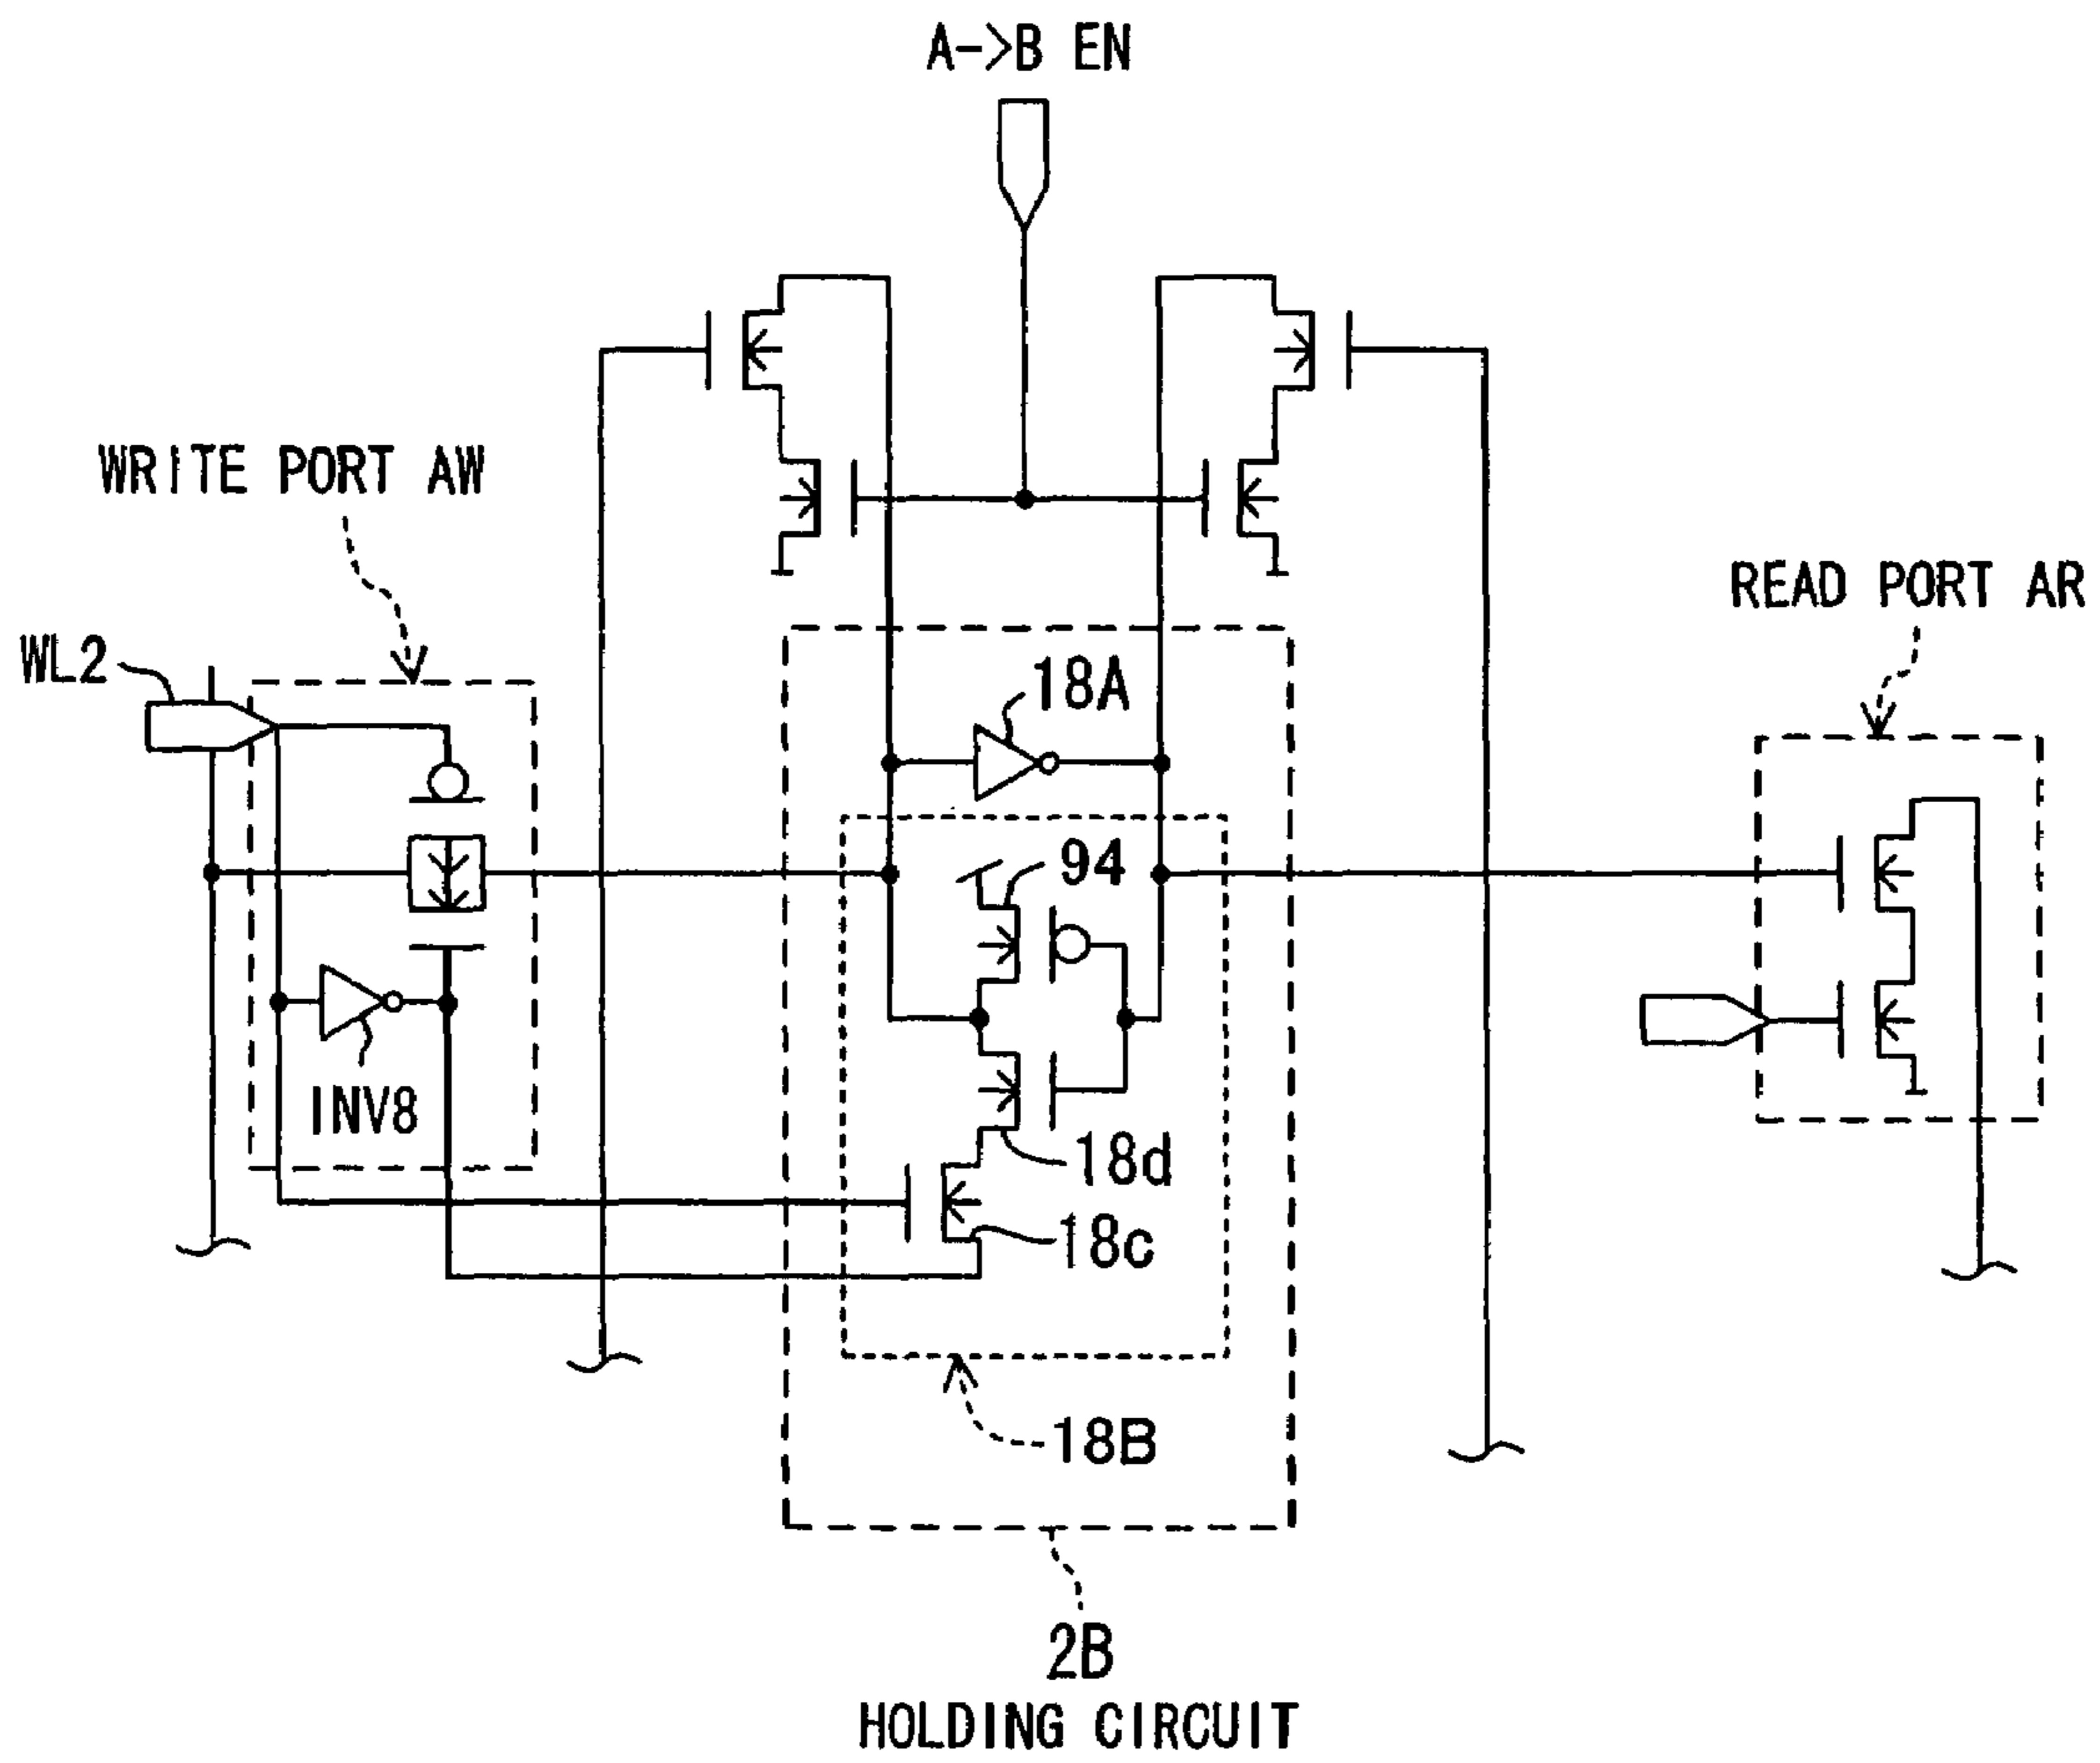 A->B EN
WRITE PORT AW
READ PORT AR
WL2
18A
94
INV8
18d
18c
18B
2B
HOLDING CIRCUIT